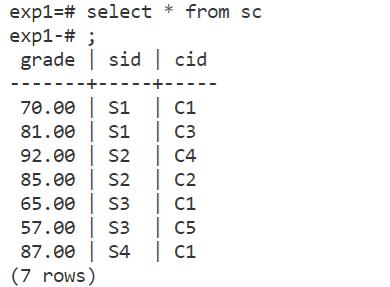 exp1=# select * from sc
exp1-# ;
 grade | sid | cid
-------+-----+-----
 70.00 | S1  | C1
 81.00 | S1  | C3
 92.00 | S2  | C4
 85.00 | S2  | C2
 65.00 | S3  | C1
 57.00 | S3  | C5
 87.00 | S4  | C1
(7 rows)